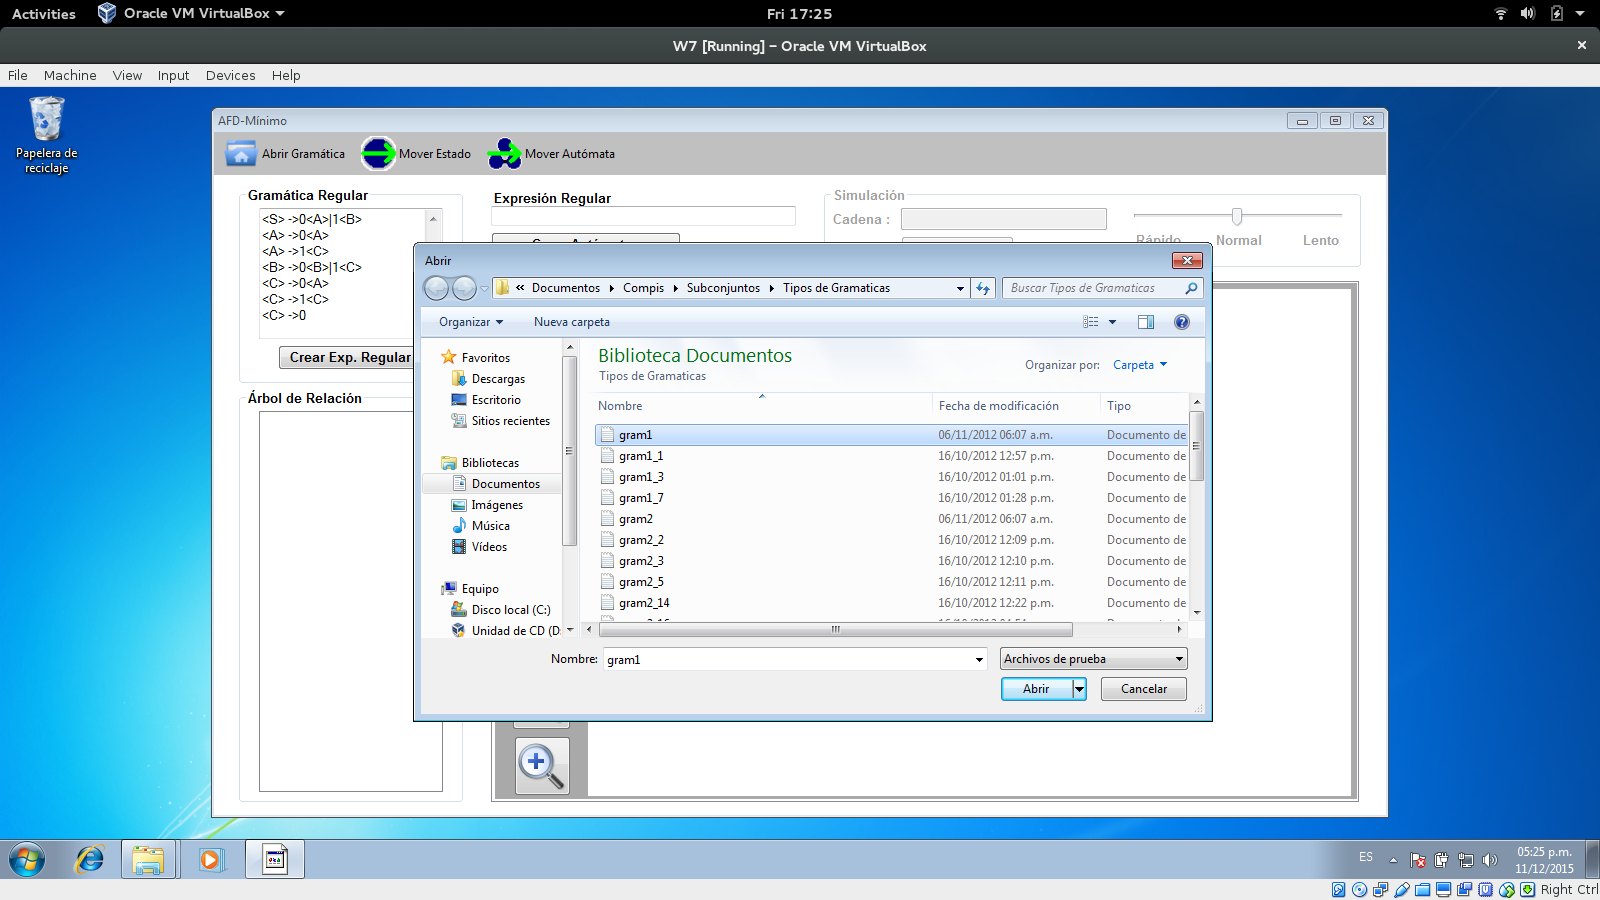 Activities Oracle VM VirtualBox Fri 17:25
W7 [Running] – Oracle VM VirtualBox
File Machine View Input Devices Help
Papelera de
reciclaje
AFD-Mínimo
Abrir Gramática Mover Estado Mover Autómata
Gramática Regular
<S> ->0<A>|1<B>
<A> ->0<A>
<A> ->1<C>
<B> ->0<B>|1<C>
<C> ->0<A>
<C> ->1<C>
<C> ->0
Crear Exp. Regular
Árbol de Relación
Expresión Regular
Simulación
Cadena :
Rápido Normal Lento
Abrir
« Documentos Compis Subconjuntos Tipos de Gramaticas
Buscar Tipos de Gramaticas
Organizar Nueva carpeta
Favoritos
Descargas
Escritorio
Sitios recientes
Bibliotecas
Documentos
Imágenes
Música
Vídeos
Equipo
Disco local (C:)
Unidad de CD (D:
Biblioteca Documentos
Tipos de Gramaticas
Organizar por: Carpeta
Nombre Fecha de modificación Tipo
gram1 06/11/2012 06:07 a.m. Documento de
gram1_1 16/10/2012 12:57 p.m. Documento de
gram1_3 16/10/2012 01:01 p.m. Documento de
gram1_7 16/10/2012 01:28 p.m. Documento de
gram2 06/11/2012 06:07 a.m. Documento de
gram2_2 16/10/2012 12:09 p.m. Documento de
gram2_3 16/10/2012 12:10 p.m. Documento de
gram2_5 16/10/2012 12:11 p.m. Documento de
gram2_14 16/10/2012 12:22 p.m. Documento de
Nombre: gram1
Archivos de prueba
Abrir Cancelar
ES
05:25 p.m.
11/12/2015
Right Ctrl